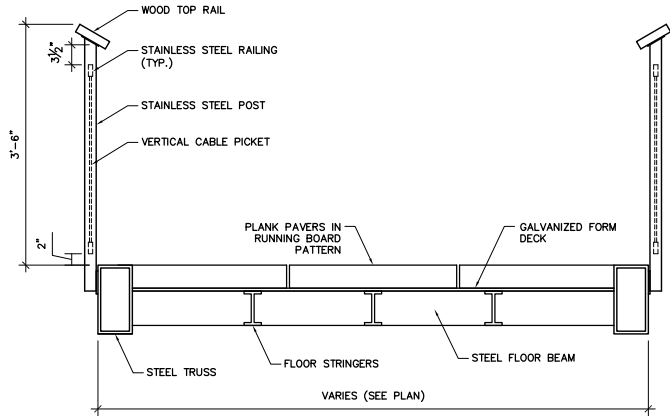 WOOD TOP RAIL
3½"
STAINLESS STEEL RAILING
(TYP.)
STAINLESS STEEL POST
3'-6"
VERTICAL CABLE PICKET
2"
PLANK PAVERS IN
RUNNING BOARD
PATTERN
GALVANIZED FORM
DECK
STEEL TRUSS
FLOOR STRINGERS
STEEL FLOOR BEAM
VARIES (SEE PLAN)